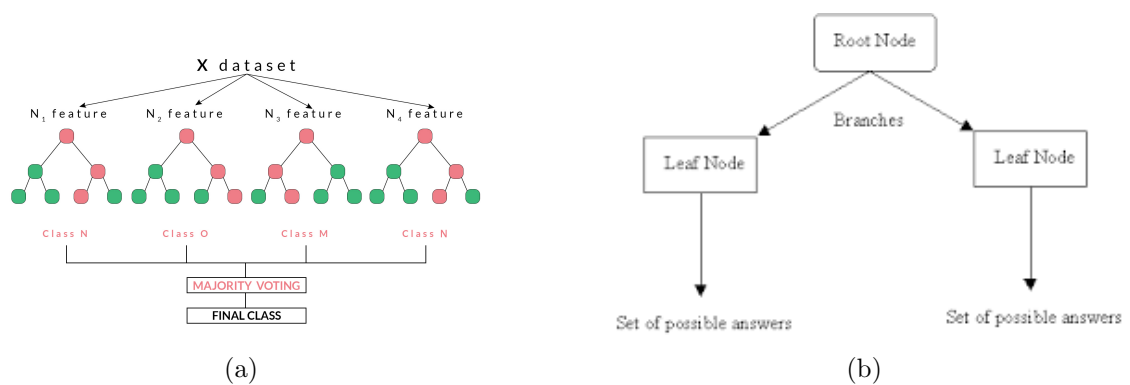 X dataset
N1 feature N2 feature N3 feature N4 feature
Class N Class O Class M Class N
MAJORITY VOTING
FINAL CLASS
(a)
Root Node
Branches
Leaf Node Leaf Node
Set of possible answers Set of possible answers
(b)